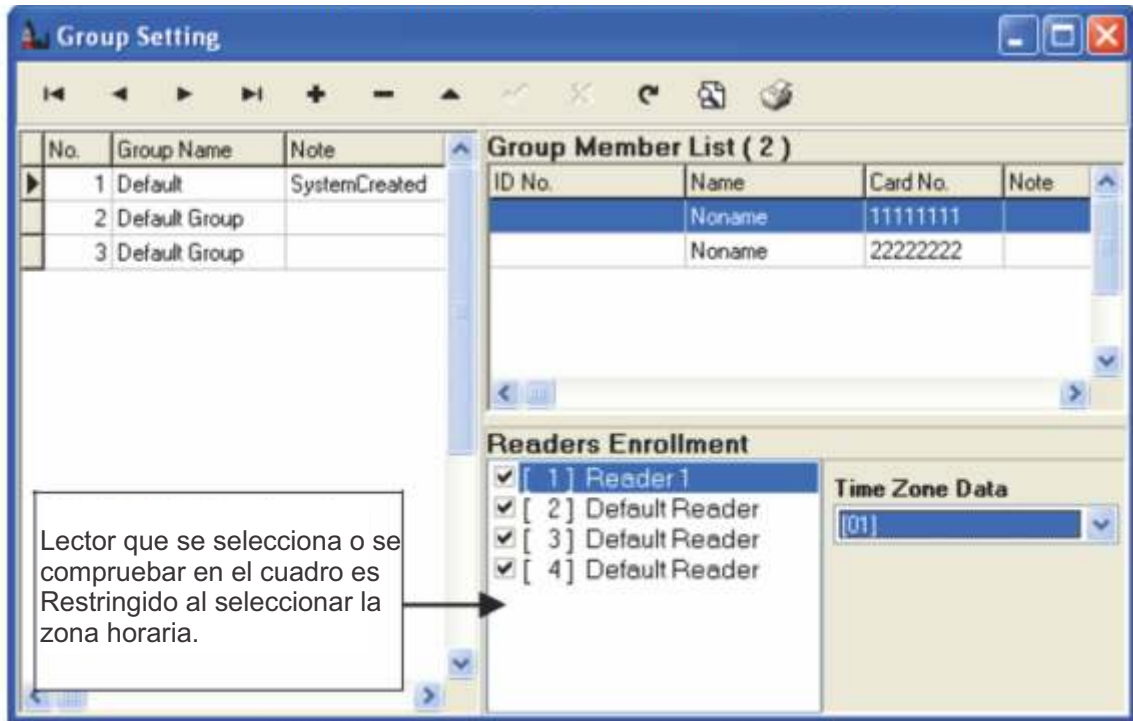 Group Setting
No. Group Name Note
1 Default SystemCreated
2 Default Group
3 Default Group
Group Member List ( 2 )
ID No. Name Card No. Note
Noname 11111111
Noname 22222222
Readers Enrollment
[ 1] Reader1
[ 2] Default Reader
[ 3] Default Reader
[ 4] Default Reader
Time Zone Data
[01]
Lector que se selecciona o se
compruebar en el cuadro es
Restringido al seleccionar la
zona horaria.